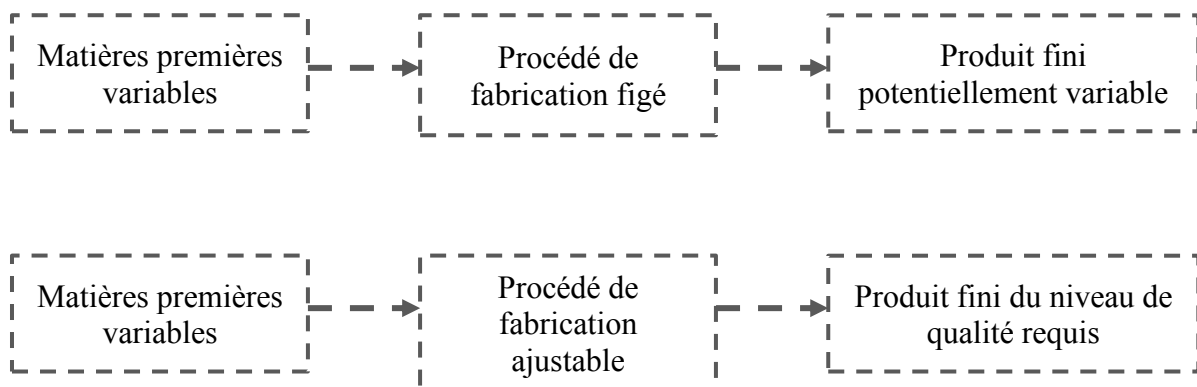 Matières premières
variables
Procédé de
fabrication figé
Produit fini
potentiellement variable
Matières premières
variables
Procédé de
fabrication
ajustable
Produit fini du niveau de
qualité requis